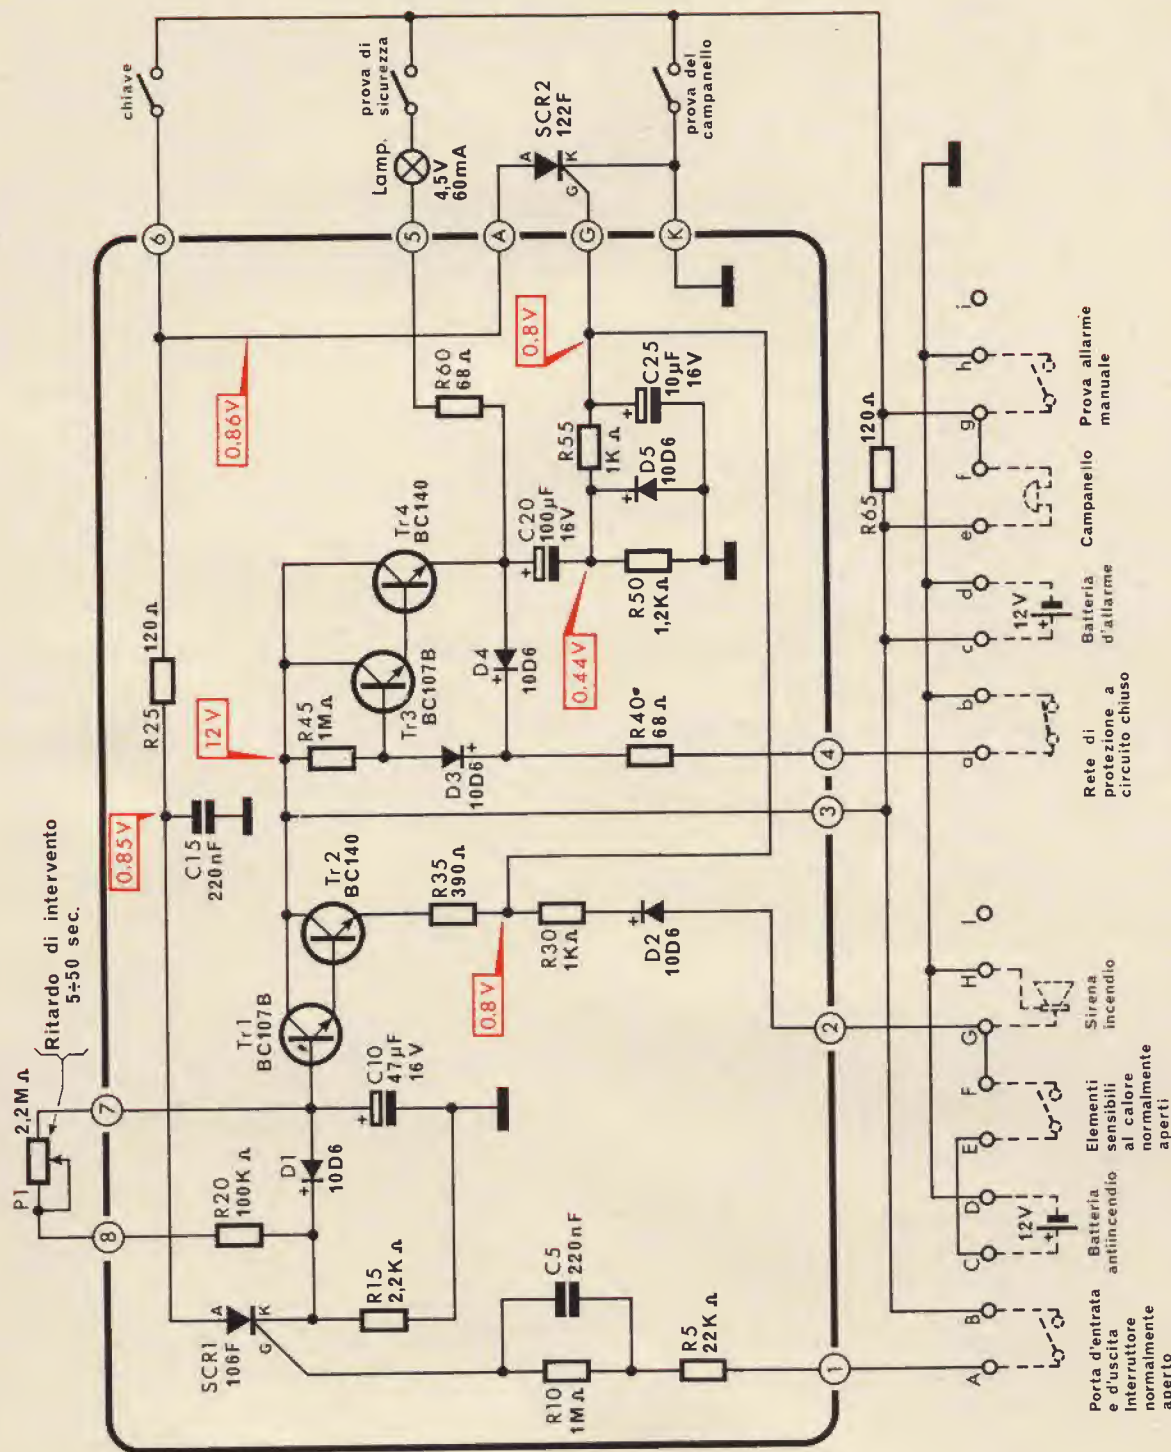 chiave
prova di
sicurezza
Lamp.
4,5V
60mA
SCR2
122F
A
K
G
prova del
campanello
6
5
A
G
K
0.86V
0.8V
R60
68Ω
R55
1KΩ
C25
10µF
16V
D5
10D6
+
+
C20
100µF
16V
+
R50
1,2KΩ
0.44V
Tr4
BC140
Tr3
BC107B
D4
10D6
+
R25
120Ω
12V
R45
1MΩ
D3
10D6
+
R40•
68Ω
0.85V
C15
220nF
Ritardo di intervento
5÷50 sec.
P1
2,2MΩ
7
8
Tr1
BC107B
Tr2
BC140
R35
390Ω
0.8V
R30
1KΩ
D2
10D6
+
C10
47µF
16V
+
D1
10D6
+
R20
100KΩ
R15
2,2KΩ
SCR1
106F
A
K
G
C5
220nF
R10
1MΩ
R5
22KΩ
1
2
3
4
R65
120Ω
A
B
C
D
E
F
G
H
I
a
b
c
d
e
f
g
h
i
12V
+
12V
+
Porta d'entrata
e d'uscita
Interruttore
normalmente
aperto
Batteria
antiincendio
Elementi
sensibili
al calore
normalmente
aperti
Sirena
incendio
Rete di
protezione a
circuito chiuso
Batteria
d'allarme
Campanello
Prova allarme
manuale